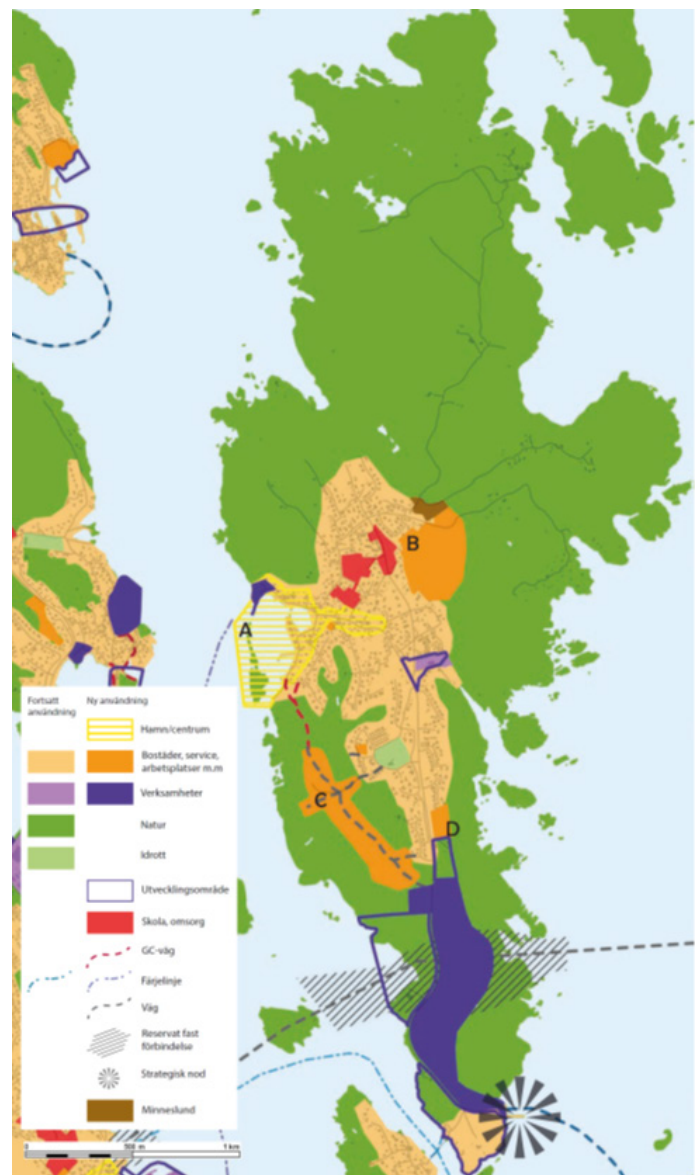 B
A
C
D
Fortsatt
användning
Ny användning
Hamn/centrum
Bostäder, service,
arbetsplatser m.m
Verksamheter
Natur
Idrott
Utvecklingsområde
Skola, omsorg
GC-väg
Färjelinje
Väg
Reservat fast
förbindelse
Strategisk nod
Minneslund
0 500 m 1 km